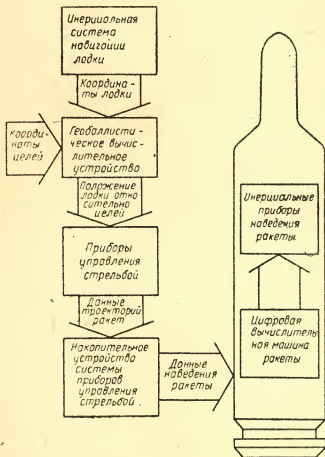 Инерциальная
система
навигации
лодки
Координа-
ты лодки
Координаты
целей
Геобаллисти-
ческое вычис-
лительное
устройство
Положение
лодки отно
сительно
целей
Приборы
управления
стрельбой
Данные
траекторий
ракет
Накопительное
устройство
системы
приборов
управления
стрельбой.
Данные
наведения
ракеты
Инерциальные
приборы
наведения
ракеты
Цифровая
вычислитель
ная машина
ракеты